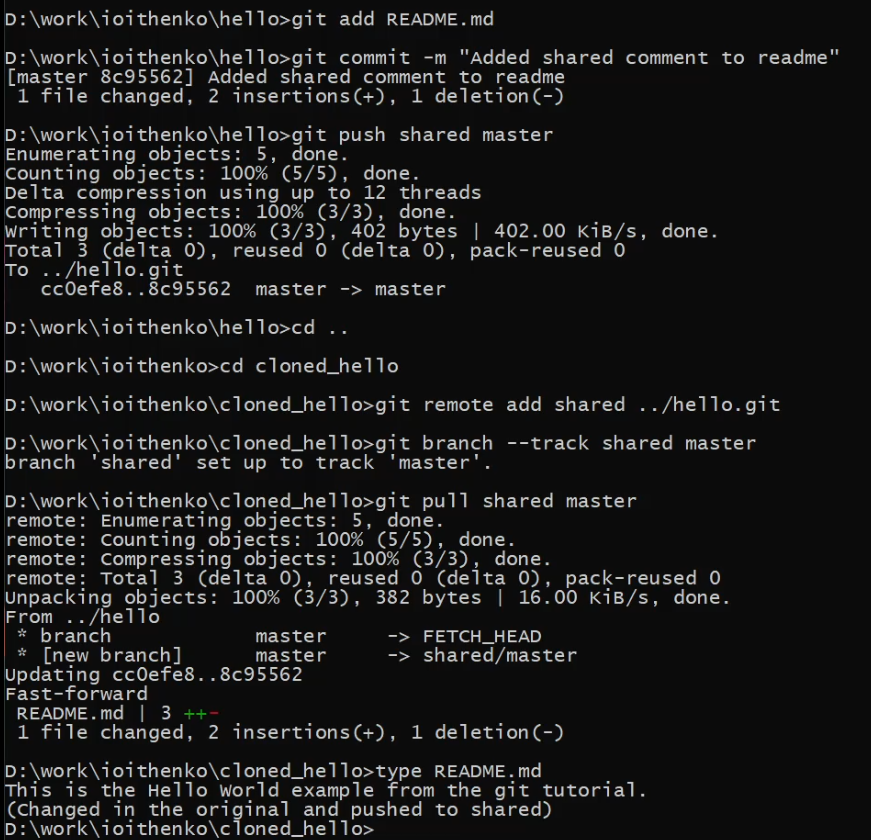 D:\work\ioithenko\hello>git add README.md
D:\work\ioithenko\hello>git commit -m "Added shared comment to readme"
[master 8c95562] Added shared comment to readme
 1 file changed, 2 insertions(+), 1 deletion(-)
D:\work\ioithenko\hello>git push shared master
Enumerating objects: 5, done.
Counting objects: 100% (5/5), done.
Delta compression using up to 12 threads
Compressing objects: 100% (3/3), done.
Writing objects: 100% (3/3), 402 bytes | 402.00 KiB/s, done.
Total 3 (delta 0), reused 0 (delta 0), pack-reused 0
To ../hello.git
   cc0efe8..8c95562  master -> master
D:\work\ioithenko\hello>cd ..
D:\work\ioithenko>cd cloned_hello
D:\work\ioithenko\cloned_hello>git remote add shared ../hello.git
D:\work\ioithenko\cloned_hello>git branch --track shared master
branch 'shared' set up to track 'master'.
D:\work\ioithenko\cloned_hello>git pull shared master
remote: Enumerating objects: 5, done.
remote: Counting objects: 100% (5/5), done.
remote: Compressing objects: 100% (3/3), done.
remote: Total 3 (delta 0), reused 0 (delta 0), pack-reused 0
Unpacking objects: 100% (3/3), 382 bytes | 16.00 KiB/s, done.
From ../hello
 * branch            master     -> FETCH_HEAD
 * [new branch]      master     -> shared/master
Updating cc0efe8..8c95562
Fast-forward
 README.md | 3 ++-
 1 file changed, 2 insertions(+), 1 deletion(-)
D:\work\ioithenko\cloned_hello>type README.md
This is the Hello World example from the git tutorial.
(Changed in the original and pushed to shared)
D:\work\ioithenko\cloned_hello>